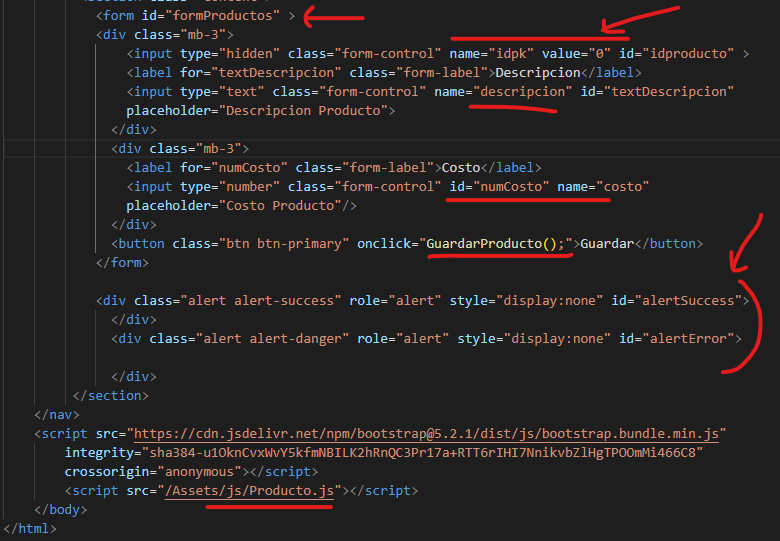 <form id="formProductos" >
<div class="mb-3">
<input type="hidden" class="form-control" name="idpk" value="0" id="idproducto" >
<label for="textDescripcion" class="form-label">Descripcion</label>
<input type="text" class="form-control" name="descripcion" id="textDescripcion"
placeholder="Descripcion Producto">
</div>
<div class="mb-3">
<label for="numCosto" class="form-label">Costo</label>
<input type="number" class="form-control" id="numCosto" name="costo"
placeholder="Costo Producto"/>
</div>
<button class="btn btn-primary" onclick="GuardarProducto();">Guardar</button>
</form>
<div class="alert alert-success" role="alert" style="display:none" id="alertSuccess">
</div>
<div class="alert alert-danger" role="alert" style="display:none" id="alertError">
</div>
</section>
</nav>
<script src="https://cdn.jsdelivr.net/npm/bootstrap@5.2.1/dist/js/bootstrap.bundle.min.js"
integrity="sha384-u1OknCvxWvY5kfmNBILK2hRnQC3Pr17a+RTT6rIHI7NnikvbZlHgTPOOmMi466C8"
crossorigin="anonymous"></script>
<script src="/Assets/js/Producto.js"></script>
</body>
</html>